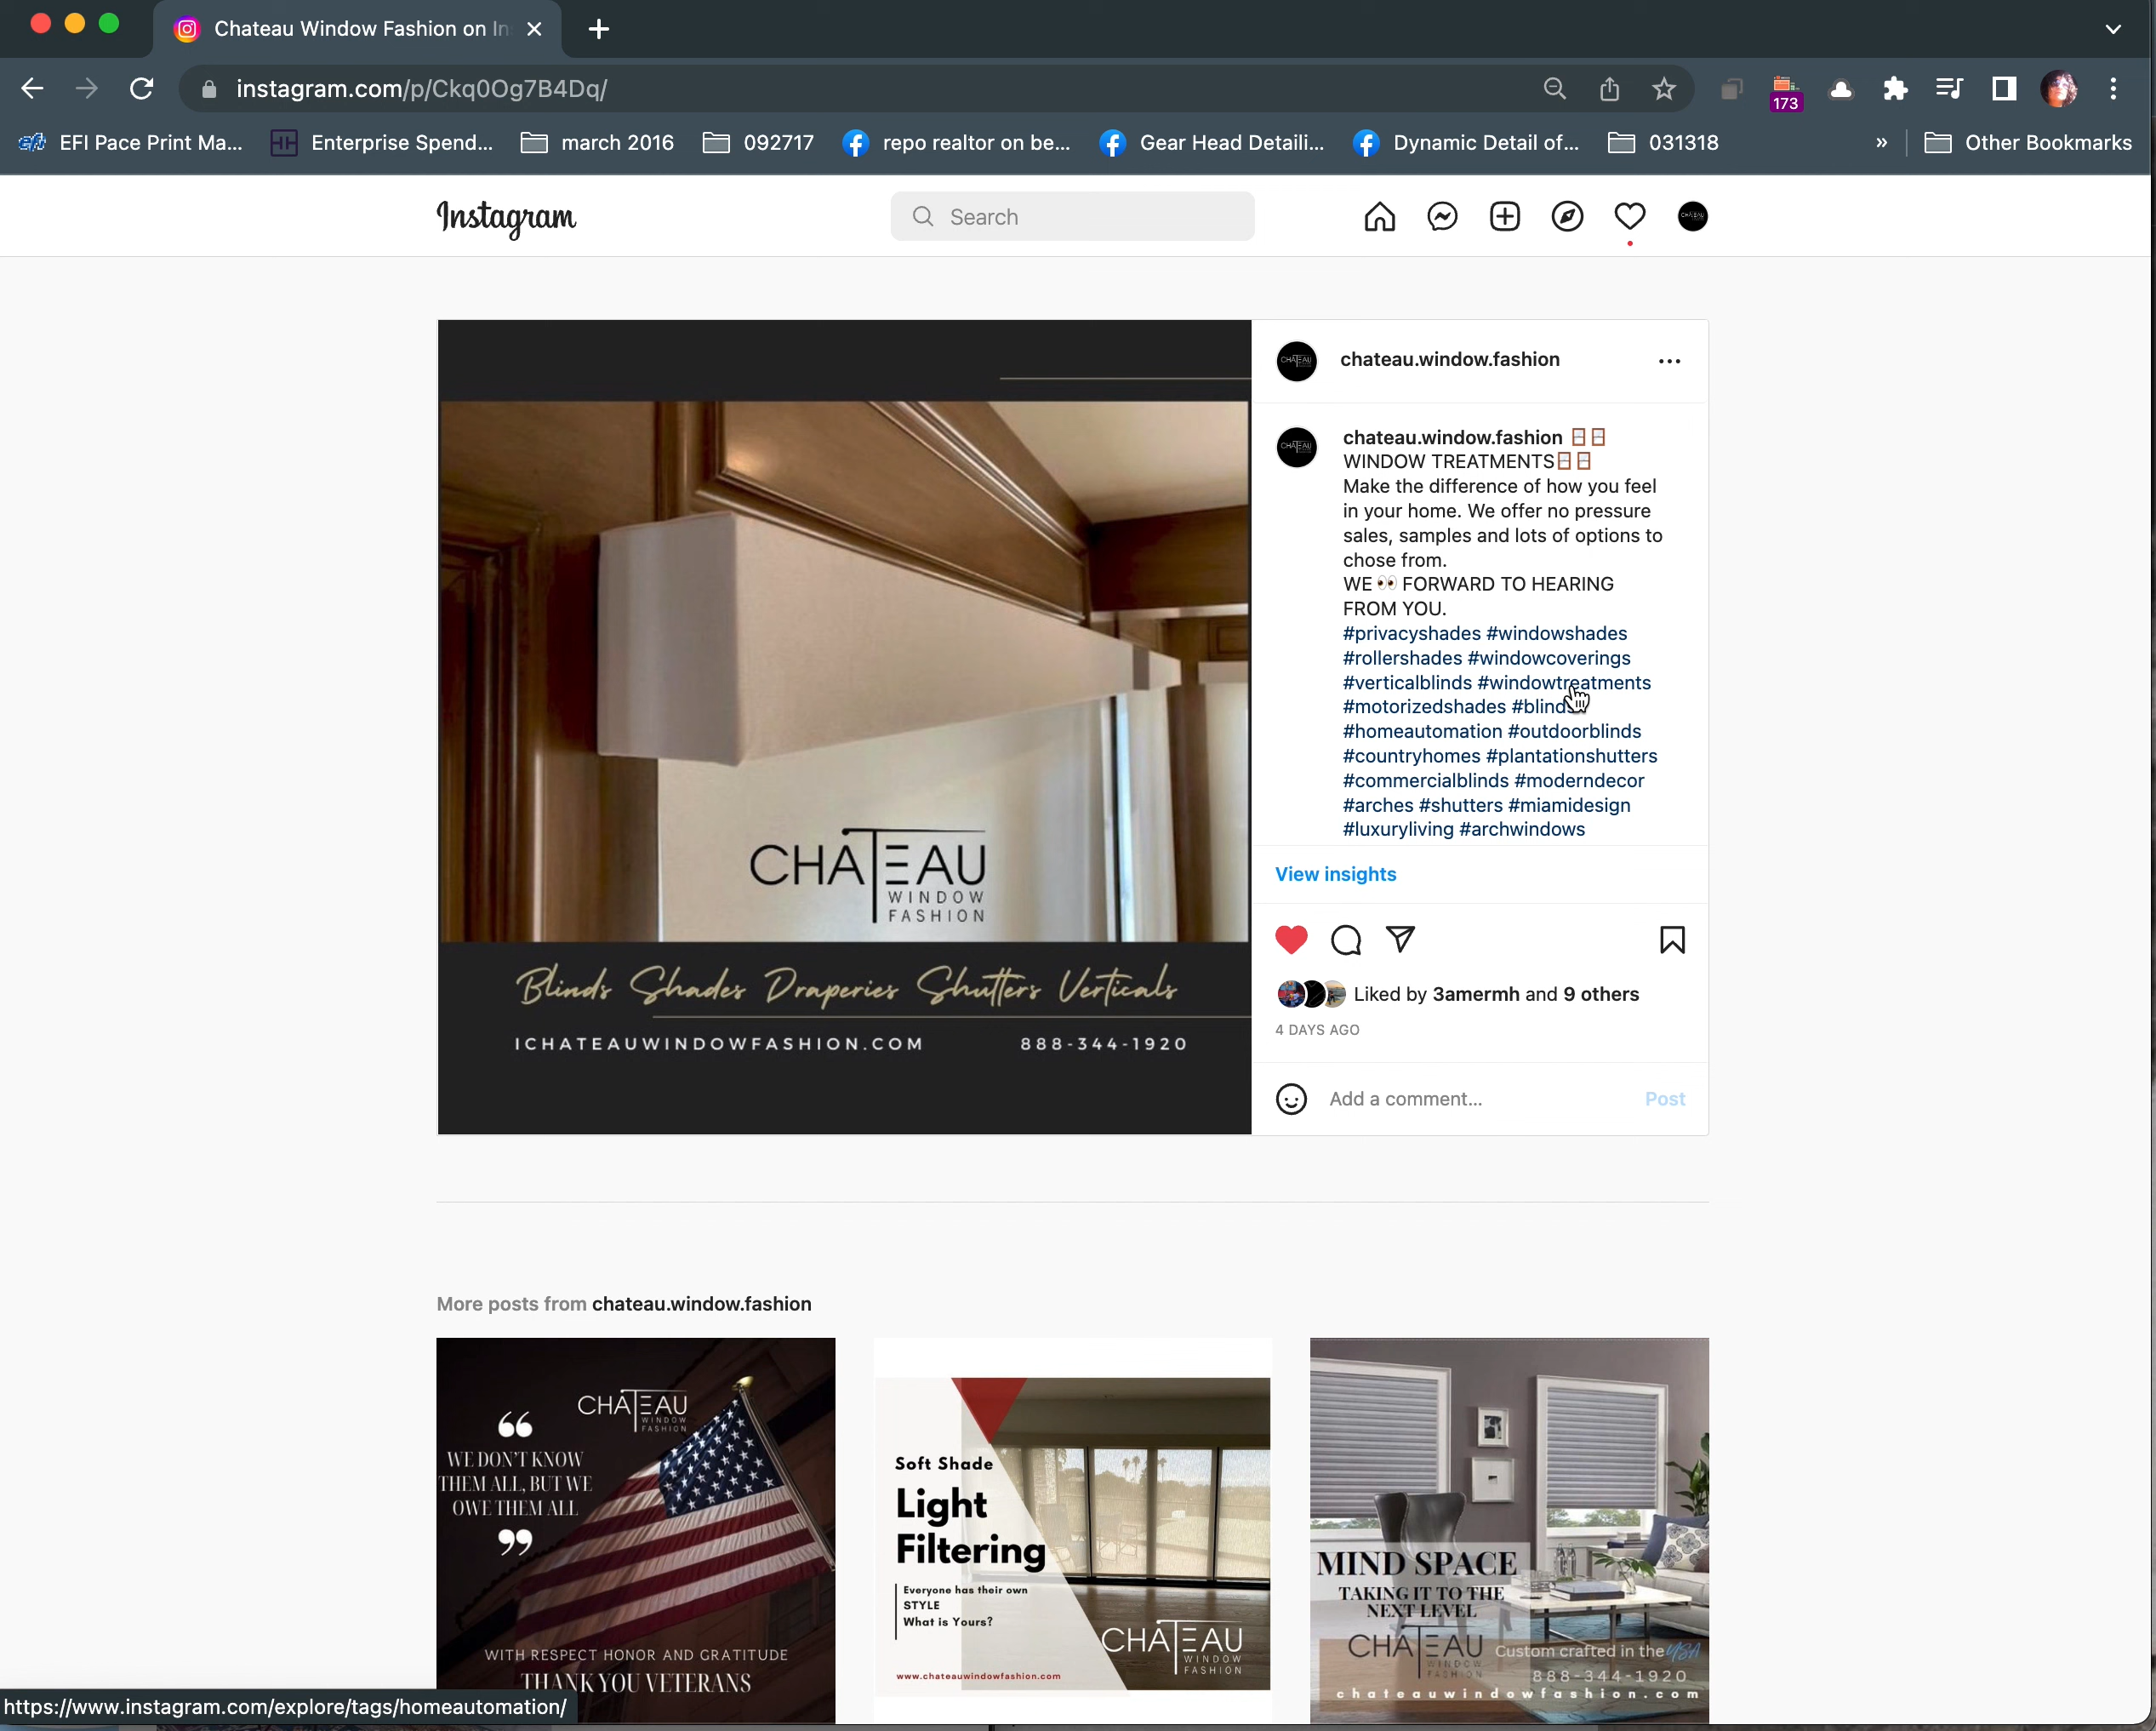 Chateau Window Fashion on In
instagram.com/p/Ckq0Og7B4Dq/
173
EFI Pace Print Ma...
Enterprise Spend...
march 2016
092717
repo realtor on be...
Gear Head Detaili...
Dynamic Detail of...
031318
»
Other Bookmarks
Instagram
Search
chateau.window.fashion
chateau.window.fashion
WINDOW TREATMENTS
Make the difference of how you feel
in your home. We offer no pressure
sales, samples and lots of options to
chose from.
WE 👀 FORWARD TO HEARING
FROM YOU.
#privacyshades #windowshades
#rollershades #windowcoverings
#verticalblinds #windowtreatments
#motorizedshades #blinds
#homeautomation #outdoorblinds
#countryhomes #plantationshutters
#commercialblinds #moderndecor
#arches #shutters #miamidesign
#luxuryliving #archwindows
CHATEAU
WINDOW
FASHION
Blinds Shades Draperies Shutters Verticals
ICHATEAUWINDOWFASHION.COM
888-344-1920
View insights
Liked by 3amermh and 9 others
4 DAYS AGO
Add a comment...
Post
More posts from chateau.window.fashion
CHATEAU
WINDOW
FASHION
“
WE DON'T KNOW
THEM ALL, BUT WE
OWE THEM ALL
”
WITH RESPECT HONOR AND GRATITUDE
THANK YOU VETERANS
Soft Shade
Light
Filtering
Everyone has their own
STYLE
What is Yours?
CHATEAU
WINDOW
FASHION
www.chateauwindowfashion.com
MIND SPACE
TAKING IT TO THE
NEXT LEVEL
CHATEAU
WINDOW
FASHION
Custom crafted in the USA
888-344-1920
chateauwindowfashion.com
https://www.instagram.com/explore/tags/homeautomation/